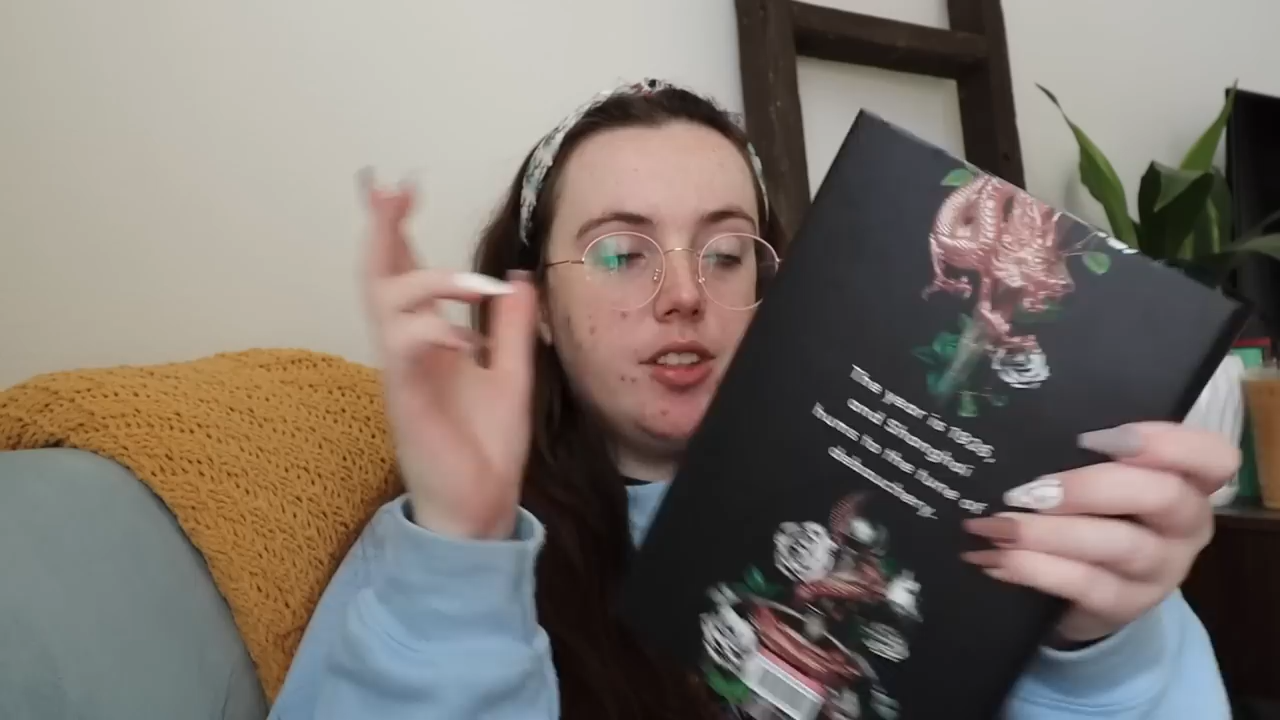 The year is 1926,
and Shanghai
hums to the tune of
debauchery.